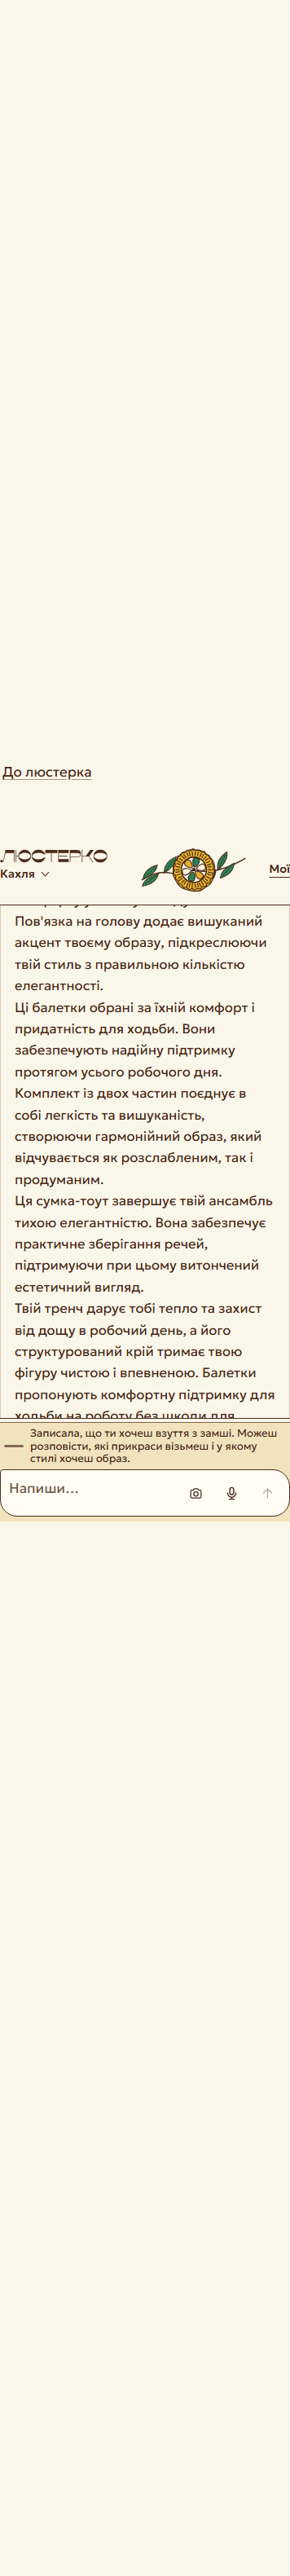 До люстерка
ЛЮСТЕРКО
Кахля
Мої
Пов'язка на голову додає вишуканий
акцент твоєму образу, підкреслюючи
твій стиль з правильною кількістю
елегантності.
Ці балетки обрані за їхній комфорт і
придатність для ходьби. Вони
забезпечують надійну підтримку
протягом усього робочого дня.
Комплект із двох частин поєднує в
собі легкість та вишуканість,
створюючи гармонійний образ, який
відчувається як розслабленим, так і
продуманим.
Ця сумка-тоут завершує твій ансамбль
тихою елегантністю. Вона забезпечує
практичне зберігання речей,
підтримуючи при цьому витончений
естетичний вигляд.
Твій тренч дарує тобі тепло та захист
від дощу в робочий день, а його
структурований крій тримає твою
фігуру чистою і впевненою. Балетки
пропонують комфортну підтримку для
ходьби на роботу без шкоди для
Записала, що ти хочеш взуття з замші. Можеш
розповісти, які прикраси візьмеш і у якому
стилі хочеш образ.
Напиши...